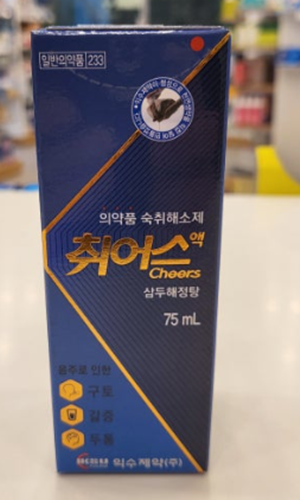 일반의약품 233
의약품 숙취해소제
취어스액
Cheers
삼두해정탕
75 mL
음주로 인한
구토
갈증
두통
익수제약(주)